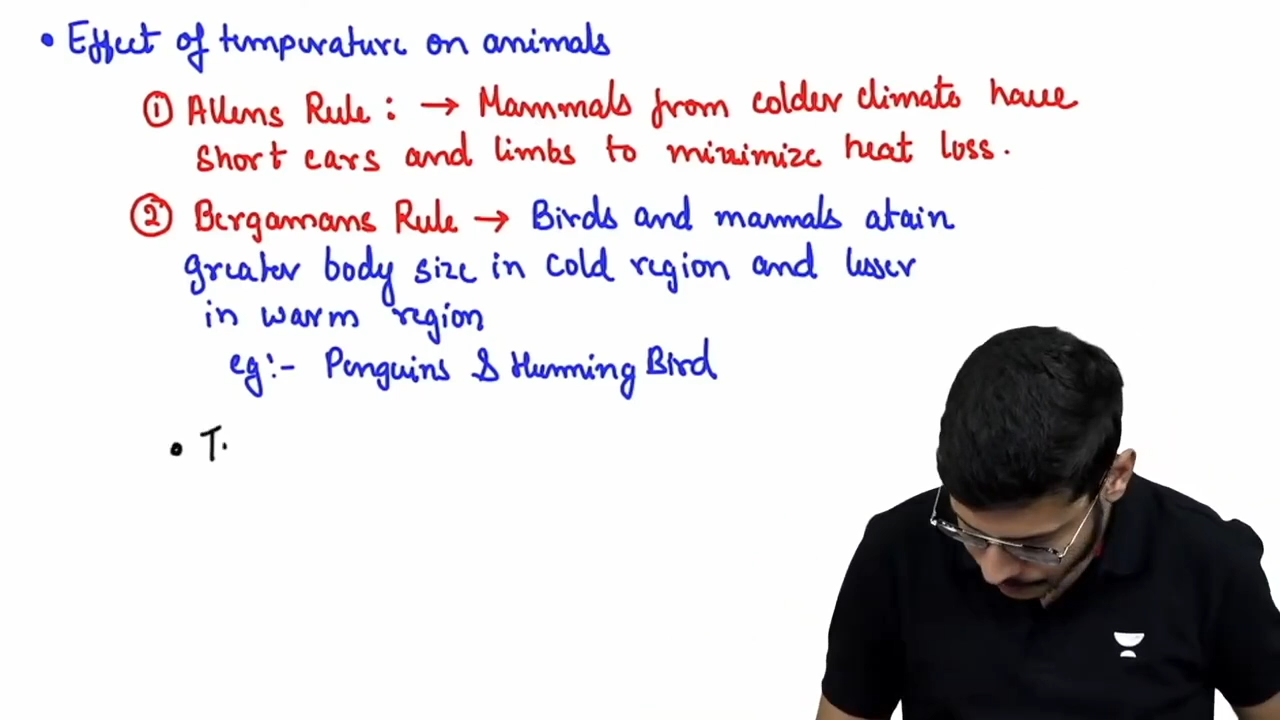 • Effect of temperature on animals
① Allens Rule : → Mammals from colder climate have
short ears and limbs to minimize heat loss.
② Bergamans Rule → Birds and mammals atain
greater body size in cold region and lesser
in warm region
eg:- Penguins & Humming Bird
• T.